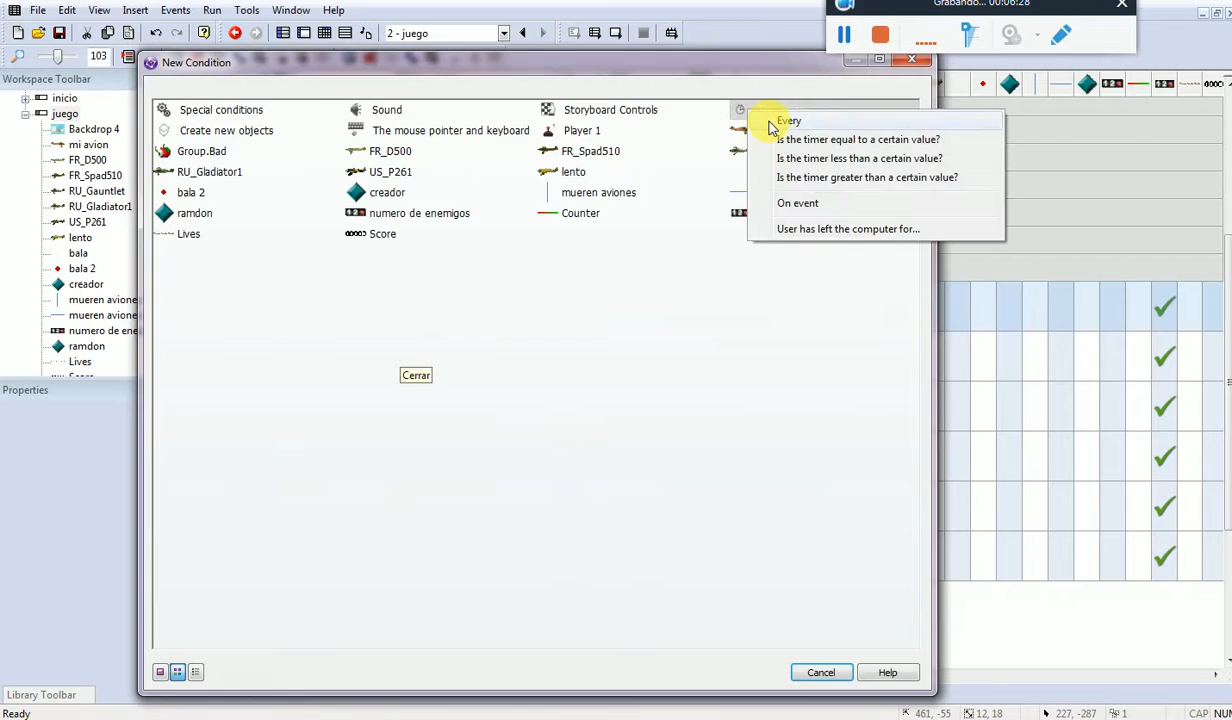 File Edit View Insert Events Run Tools Window Help
Grabando... 00:06:28
103
2 - juego
Workspace Toolbar
inicio
juego
Backdrop 4
mi avion
FR_D500
FR_Spad510
RU_Gauntlet
RU_Gladiator1
US_P261
lento
bala
bala 2
creador
mueren avione
mueren avione
numero de ene
ramdon
Lives
Properties
Library Toolbar
Ready
New Condition
Special conditions
Sound
Storyboard Controls
Create new objects
The mouse pointer and keyboard
Player 1
Group.Bad
FR_D500
FR_Spad510
RU_Gladiator1
US_P261
lento
bala 2
creador
mueren aviones
ramdon
numero de enemigos
Counter
Lives
Score
Every
Is the timer equal to a certain value?
Is the timer less than a certain value?
Is the timer greater than a certain value?
On event
User has left the computer for...
Cerrar
Cancel
Help
461, -55
12, 18
227, -287
1
CAP
NUM